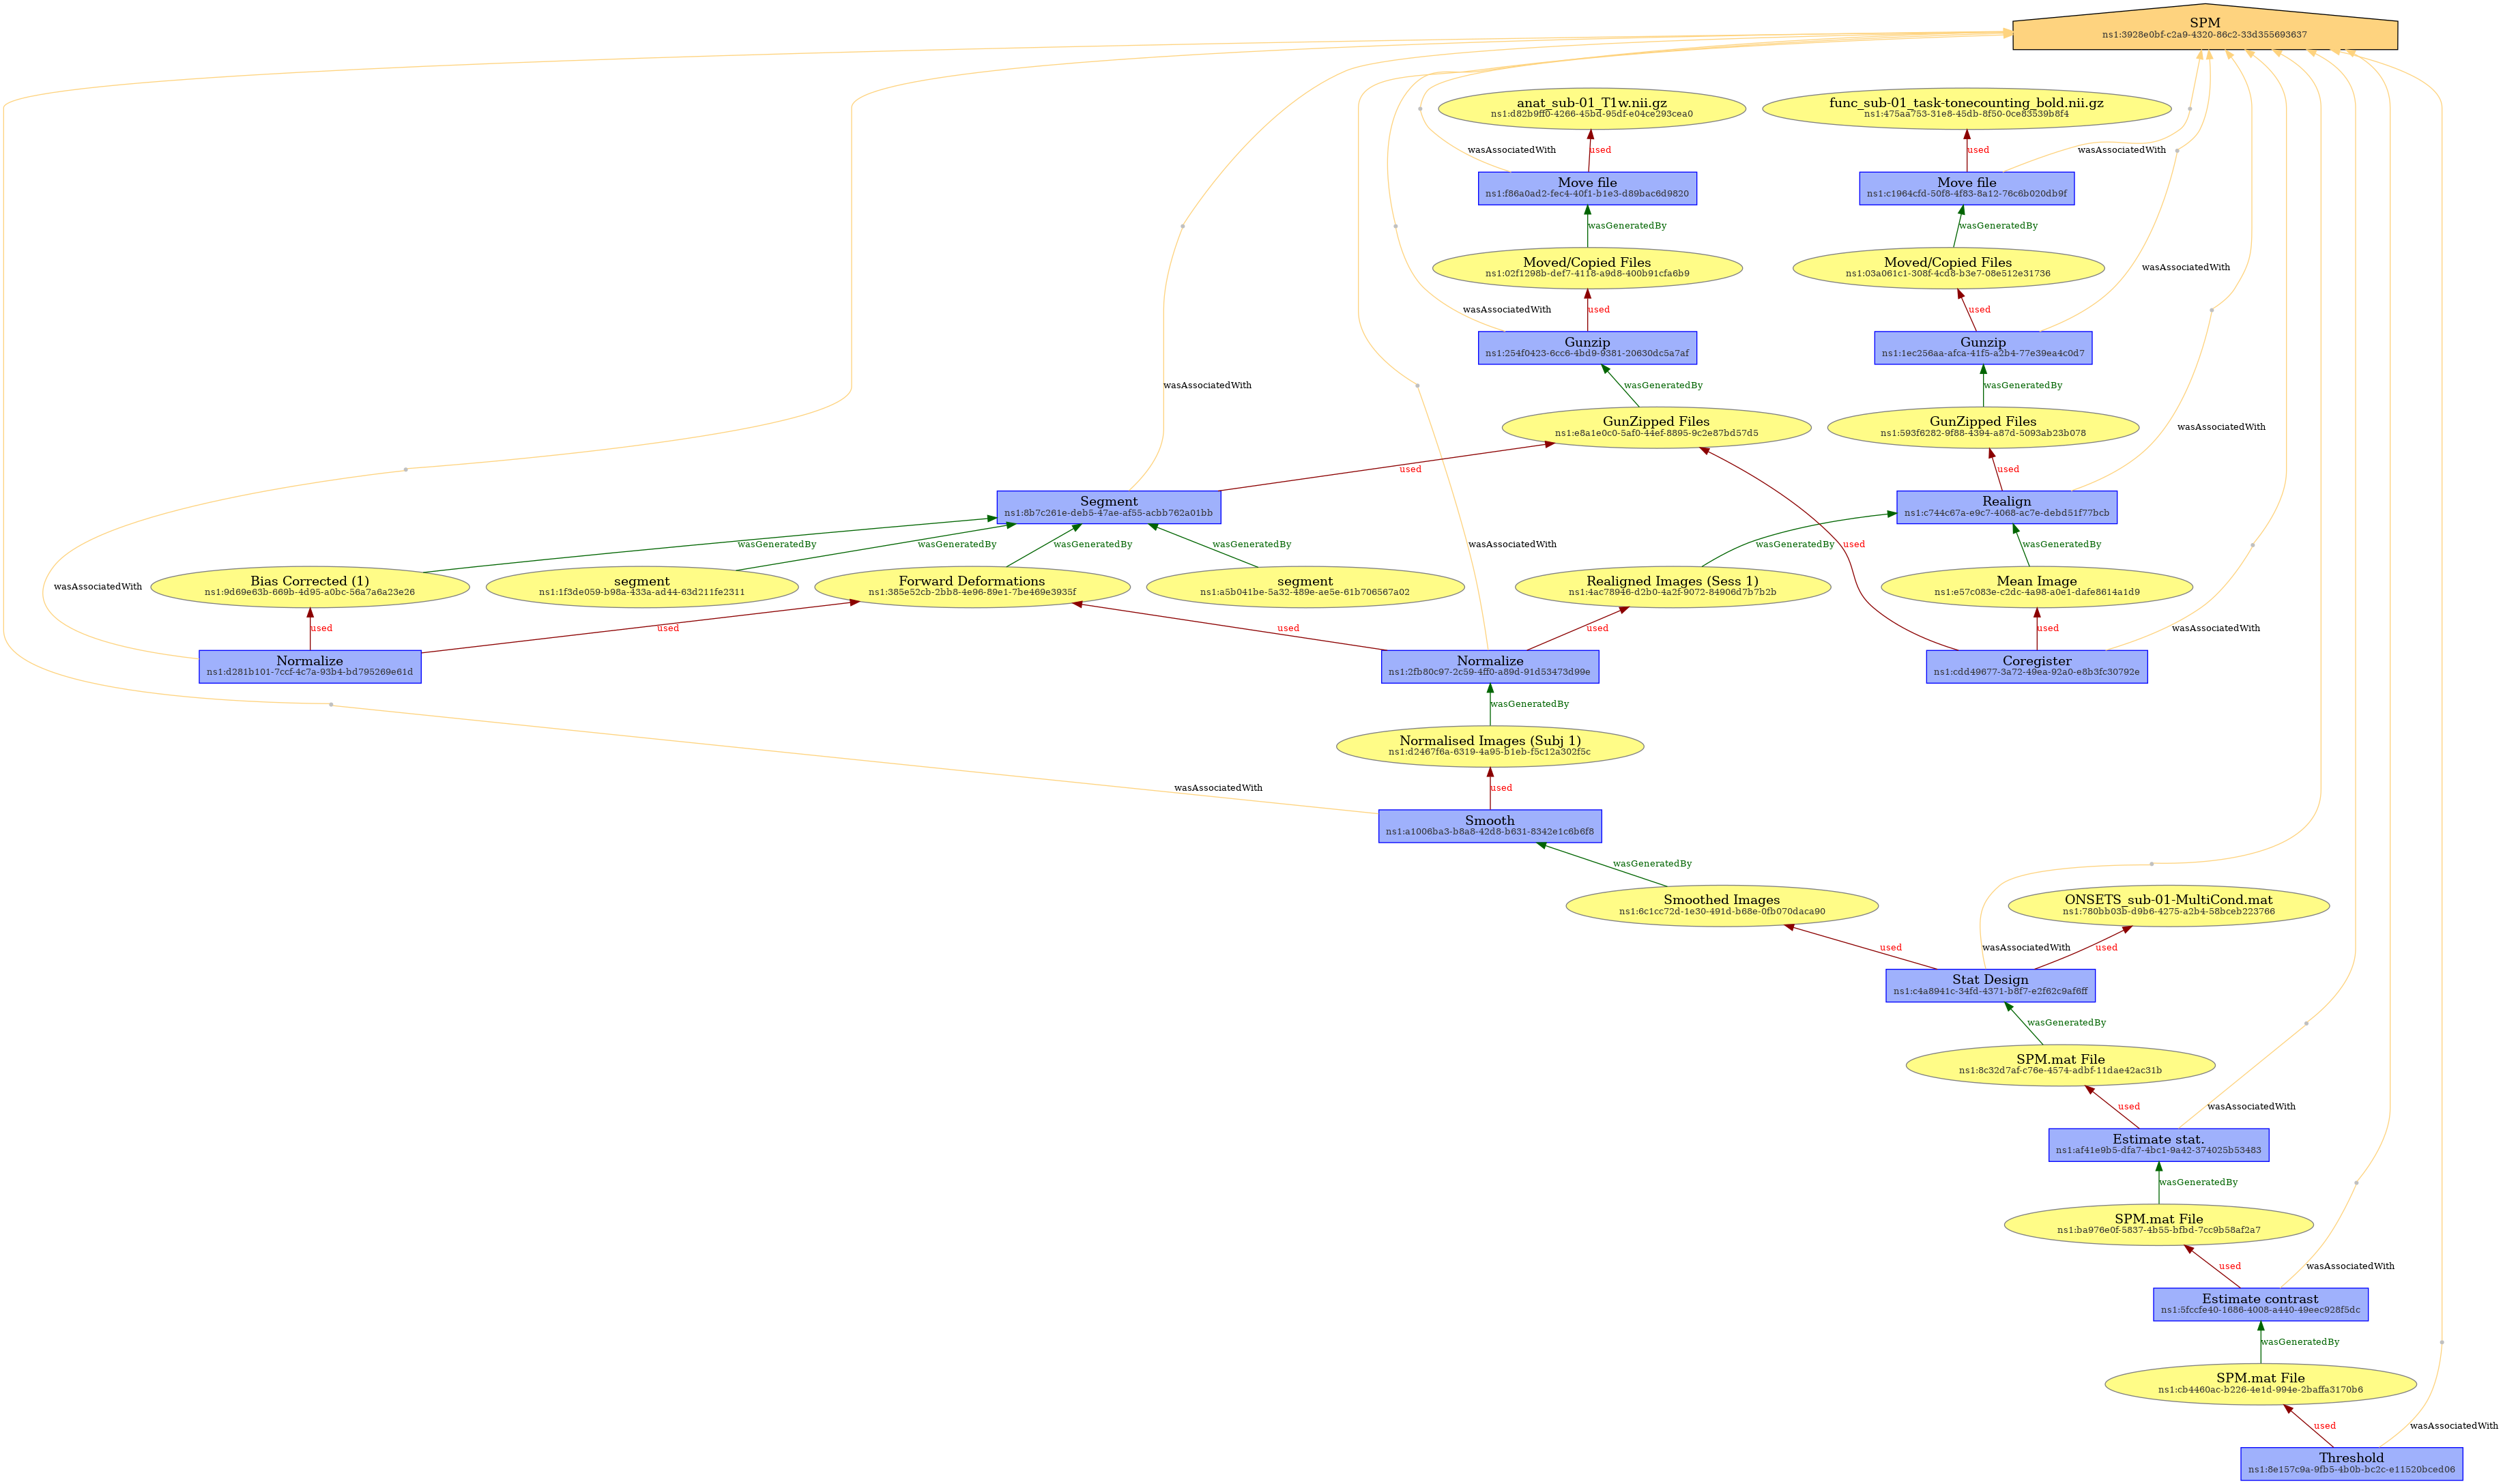 SPM
ns1:3928e0bf-c2a9-4320-86c2-33d355693637
anat_sub-01_T1w.nii.gz
ns1:d82b9ff0-4266-45bd-95df-e04ce293cea0
func_sub-01_task-tonecounting_bold.nii.gz
ns1:475aa753-31e8-45db-8f50-0ce83539b8f4
wasAssociatedWith
used
used
wasAssociatedWith
Move file
ns1:f86a0ad2-fec4-40f1-b1e3-d89bac6d9820
Move file
ns1:c1964cfd-50f8-4f83-8a12-76c6b020db9f
wasGeneratedBy
wasGeneratedBy
Moved/Copied Files
ns1:02f1298b-def7-4118-a9d8-400b91cfa6b9
Moved/Copied Files
ns1:03a061c1-308f-4cd8-b3e7-08e512e31736
wasAssociatedWith
used
used
wasAssociatedWith
Gunzip
ns1:254f0423-6cc6-4bd9-9381-20630dc5a7af
Gunzip
ns1:1ec256aa-afca-41f5-a2b4-77e39ea4c0d7
wasAssociatedWith
wasGeneratedBy
wasGeneratedBy
GunZipped Files
ns1:e8a1e0c0-5af0-44ef-8895-9c2e87bd57d5
GunZipped Files
ns1:593f6282-9f88-4394-a87d-5093ab23b078
wasAssociatedWith
used
used
Segment
ns1:8b7c261e-deb5-47ae-af55-acbb762a01bb
Realign
ns1:c744c67a-e9c7-4068-ac7e-debd51f77bcb
wasGeneratedBy
wasGeneratedBy
wasGeneratedBy
wasGeneratedBy
wasAssociatedWith
wasGeneratedBy
used
wasGeneratedBy
wasAssociatedWith
Bias Corrected (1)
ns1:9d69e63b-669b-4d95-a0bc-56a7a6a23e26
segment
ns1:1f3de059-b98a-433a-ad44-63d211fe2311
Forward Deformations
ns1:385e52cb-2bb8-4e96-89e1-7be469e3935f
segment
ns1:a5b041be-5a32-489e-ae5e-61b706567a02
Realigned Images (Sess 1)
ns1:4ac78946-d2b0-4a2f-9072-84906d7b7b2b
Mean Image
ns1:e57c083e-c2dc-4a98-a0e1-dafe8614a1d9
used
used
used
used
used
wasAssociatedWith
Normalize
ns1:d281b101-7ccf-4c7a-93b4-bd795269e61d
Normalize
ns1:2fb80c97-2c59-4ff0-a89d-91d53473d99e
Coregister
ns1:cdd49677-3a72-49ea-92a0-e8b3fc30792e
wasGeneratedBy
Normalised Images (Subj 1)
ns1:d2467f6a-6319-4a95-b1eb-f5c12a302f5c
wasAssociatedWith
used
Smooth
ns1:a1006ba3-b8a8-42d8-b631-8342e1c6b6f8
wasGeneratedBy
Smoothed Images
ns1:6c1cc72d-1e30-491d-b68e-0fb070daca90
ONSETS_sub-01-MultiCond.mat
ns1:780bb03b-d9b6-4275-a2b4-58bceb223766
used
wasAssociatedWith
used
Stat Design
ns1:c4a8941c-34fd-4371-b8f7-e2f62c9af6ff
wasGeneratedBy
SPM.mat File
ns1:8c32d7af-c76e-4574-adbf-11dae42ac31b
used
wasAssociatedWith
Estimate stat.
ns1:af41e9b5-dfa7-4bc1-9a42-374025b53483
wasGeneratedBy
SPM.mat File
ns1:ba976e0f-5837-4b55-bfbd-7cc9b58af2a7
used
wasAssociatedWith
Estimate contrast
ns1:5fccfe40-1686-4008-a440-49eec928f5dc
wasGeneratedBy
SPM.mat File
ns1:cb4460ac-b226-4e1d-994e-2baffa3170b6
used
wasAssociatedWith
Threshold
ns1:8e157c9a-9fb5-4b0b-bc2c-e11520bced06